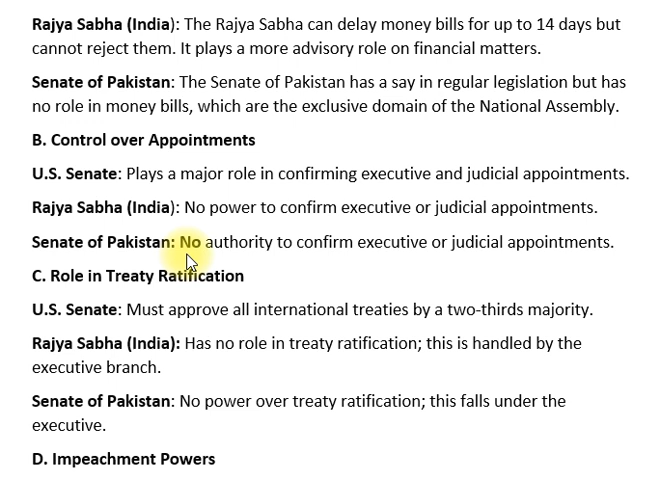 Rajya Sabha (India): The Rajya Sabha can delay money bills for up to 14 days but
cannot reject them. It plays a more advisory role on financial matters.
Senate of Pakistan: The Senate of Pakistan has a say in regular legislation but has
no role in money bills, which are the exclusive domain of the National Assembly.
B. Control over Appointments
U.S. Senate: Plays a major role in confirming executive and judicial appointments.
Rajya Sabha (India): No power to confirm executive or judicial appointments.
Senate of Pakistan: No authority to confirm executive or judicial appointments.
C. Role in Treaty Ratification
U.S. Senate: Must approve all international treaties by a two-thirds majority.
Rajya Sabha (India): Has no role in treaty ratification; this is handled by the
executive branch.
Senate of Pakistan: No power over treaty ratification; this falls under the
executive.
D. Impeachment Powers